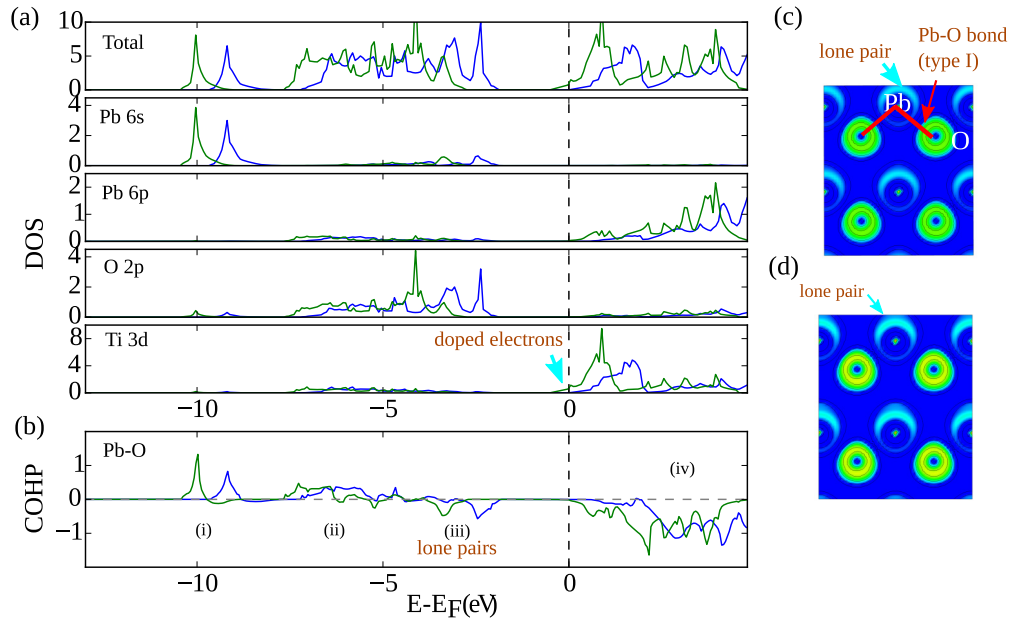 (a)
Total
10
5
0
Pb 6s
4
2
0
Pb 6p
2
1
0
O 2p
4
2
0
Ti 3d
8
4
0
DOS
doped electrons
−10
−5
0
(b)
Pb-O
1
0
−1
COHP
(i)
(ii)
(iii)
(iv)
lone pairs
−10
−5
0
E-EF(eV)
(c)
lone pair
Pb-O bond
(type I)
Pb
O
(d)
lone pair